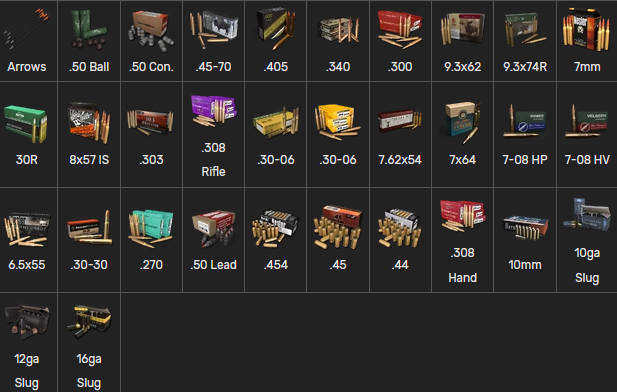 Arrows .50 Ball .50 Con. .45-70 .405 .340 .300 9.3x62 9.3x74R 7mm
30R 8x57 IS .303 .308 Rifle .30-06 .30-06 7.62x54 7x64 7-08 HP 7-08 HV
6.5x55 .30-30 .270 .50 Lead .454 .45 .44 .308 Hand 10mm 10ga Slug
12ga Slug 16ga Slug